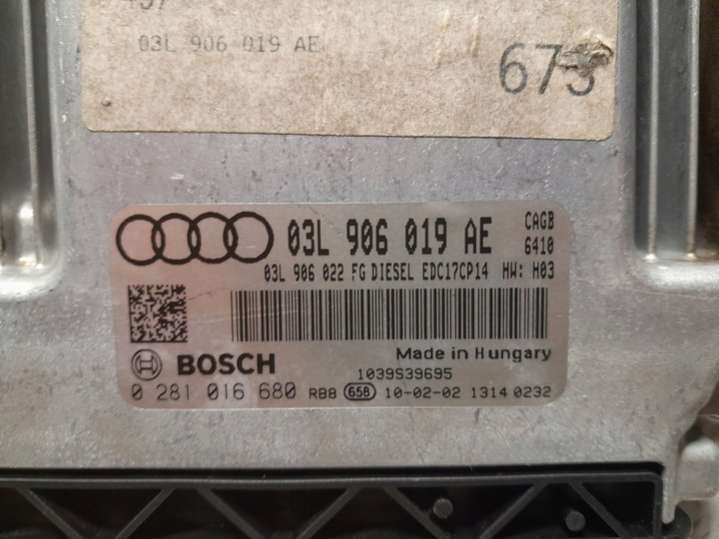 03L 906 019 AE
673
03L 906 019 AE CAGB
6410
03L 906 022 FG DIESEL EDC17CP14 HW: H03
BOSCH Made in Hungary
1039S39695
0 281 016 680 RBB 658 10-02-02 1314 0232